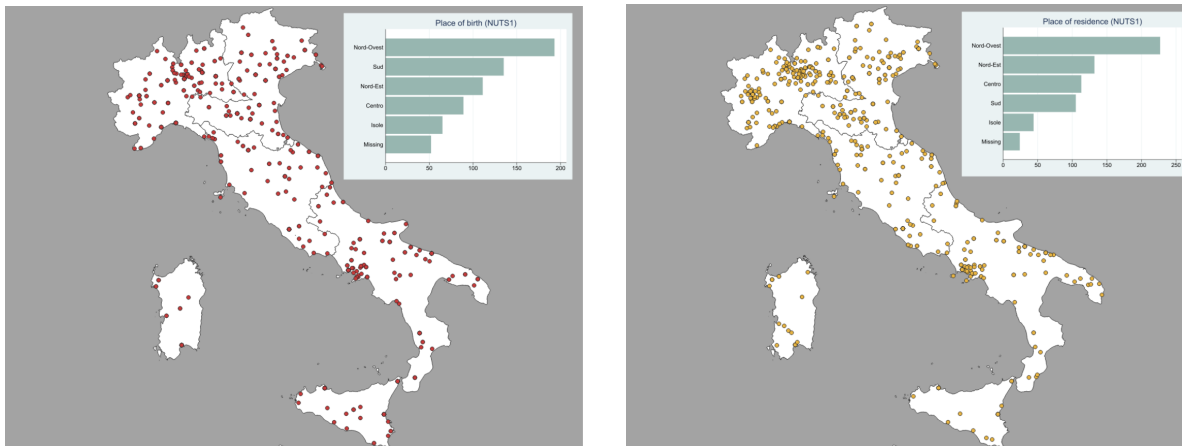 Place of birth (NUTS1)
Nord-Ovest
Sud
Nord-Est
Centro
Isole
Missing
0 50 100 150 200
Place of residence (NUTS1)
Nord-Ovest
Nord-Est
Centro
Sud
Isole
Missing
0 50 100 150 200 250